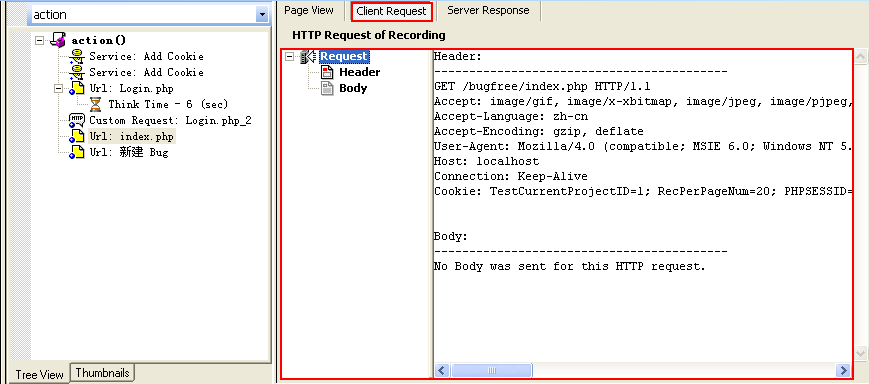 action
action()
Service: Add Cookie
Service: Add Cookie
Url: Login.php
Think Time - 6 (sec)
Custom Request: Login.php_2
Url: index.php
Url: 新建 Bug
Tree View
Thumbnails
Page View
Client Request
Server Response
HTTP Request of Recording
Request
Header
Body
Header:
-----------------------------------------
GET /bugfree/index.php HTTP/1.1
Accept: image/gif, image/x-xbitmap, image/jpeg, image/pjpeg,
Accept-Language: zh-cn
Accept-Encoding: gzip, deflate
User-Agent: Mozilla/4.0 (compatible; MSIE 6.0; Windows NT 5.
Host: localhost
Connection: Keep-Alive
Cookie: TestCurrentProjectID=1; RecPerPageNum=20; PHPSESSID=
Body:
-----------------------------------------
No Body was sent for this HTTP request.